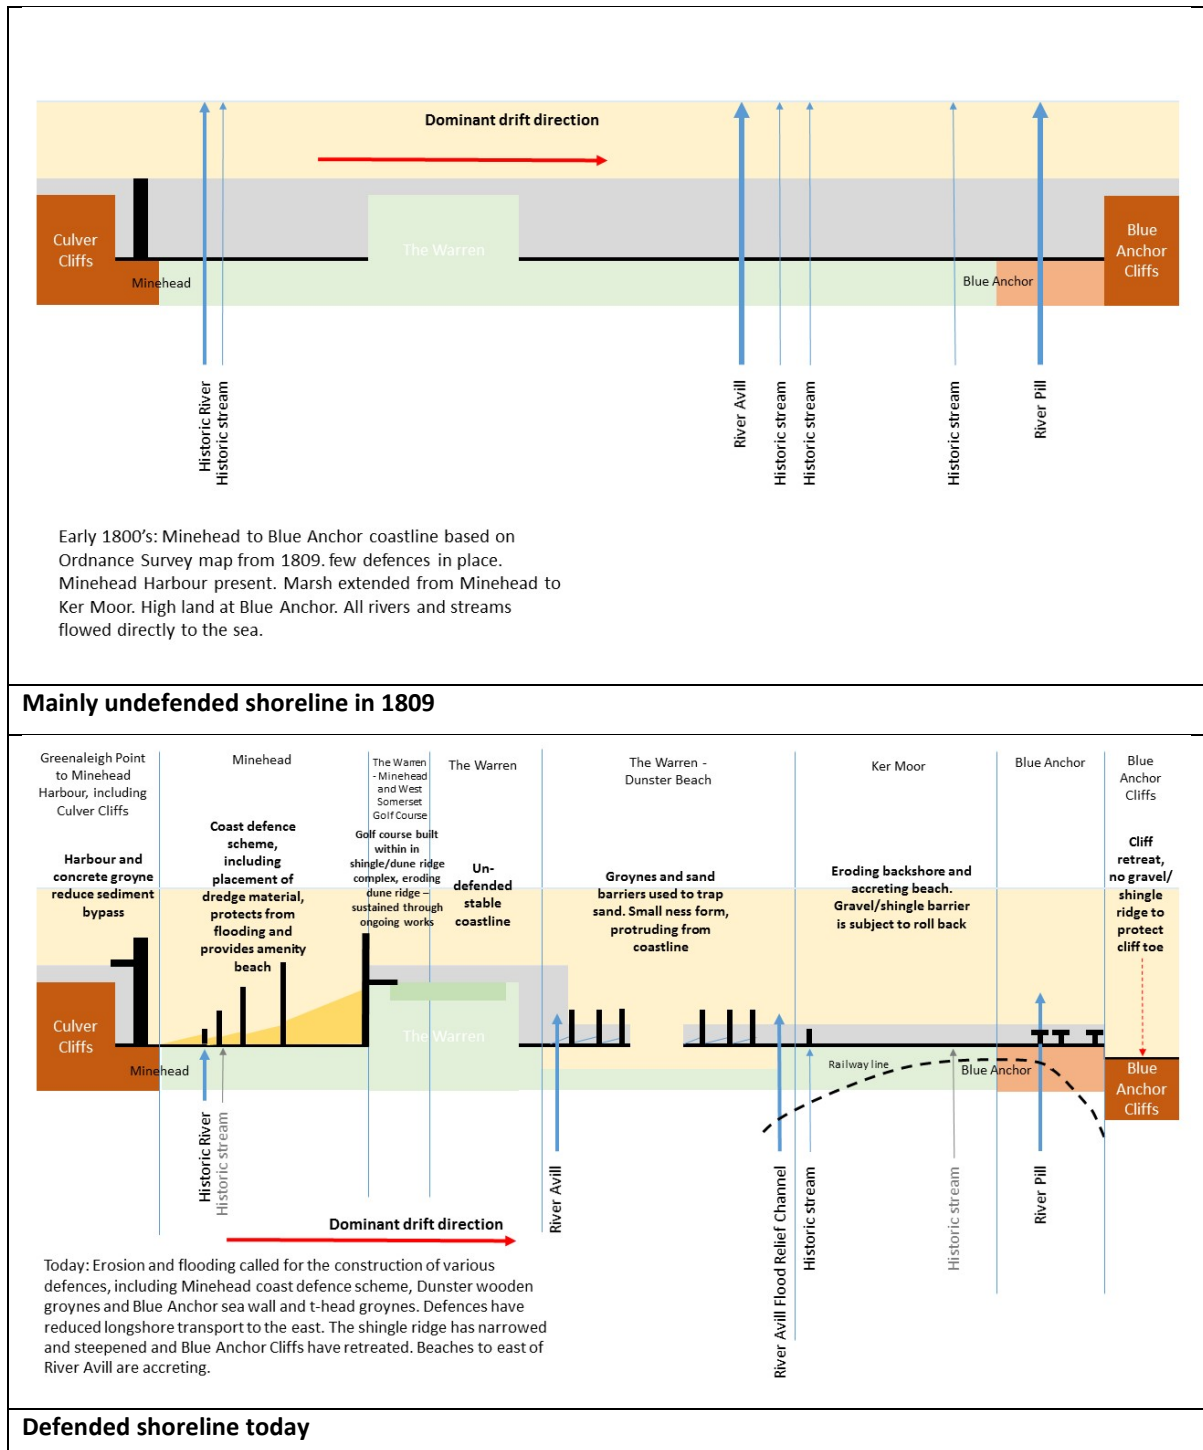 Dominant drift direction
Culver
Cliffs
The Warren
Blue
Anchor
Cliffs
Minehead
Blue Anchor
Historic River
Historic stream
River Avill
Historic stream
Historic stream
Historic stream
River Pill
Early 1800's: Minehead to Blue Anchor coastline based on
Ordnance Survey map from 1809. few defences in place.
Minehead Harbour present. Marsh extended from Minehead to
Ker Moor. High land at Blue Anchor. All rivers and streams
flowed directly to the sea.
Mainly undefended shoreline in 1809
Greenaleigh Point
to Minehead
Harbour, including
Culver Cliffs
Minehead
The Warren
- Minehead
and West
Somerset
Golf Course
The Warren
The Warren -
Dunster Beach
Ker Moor
Blue Anchor
Blue
Anchor
Cliffs
Harbour and
concrete groyne
reduce sediment
bypass
Coast defence
scheme,
including
placement of
dredge material,
protects from
flooding and
provides amenity
beach
Golf course built
within in
shingle/dune ridge
complex, eroding
dune ridge –
sustained through
ongoing works
Un-
defended
stable
coastline
Groynes and sand
barriers used to trap
sand. Small ness form,
protruding from
coastline
Eroding backshore and
accreting beach.
Gravel/shingle barrier
is subject to roll back
Cliff
retreat,
no gravel/
shingle
ridge to
protect
cliff toe
Culver
Cliffs
The Warren
Minehead
Railway line
Blue Anchor
Blue
Anchor
Cliffs
Historic River
Historic stream
River Avill
River Avill Flood Relief Channel
Historic stream
Historic stream
River Pill
Dominant drift direction
Today: Erosion and flooding called for the construction of various
defences, including Minehead coast defence scheme, Dunster wooden
groynes and Blue Anchor sea wall and t-head groynes. Defences have
reduced longshore transport to the east. The shingle ridge has narrowed
and steepened and Blue Anchor Cliffs have retreated. Beaches to east of
River Avill are accreting.
Defended shoreline today